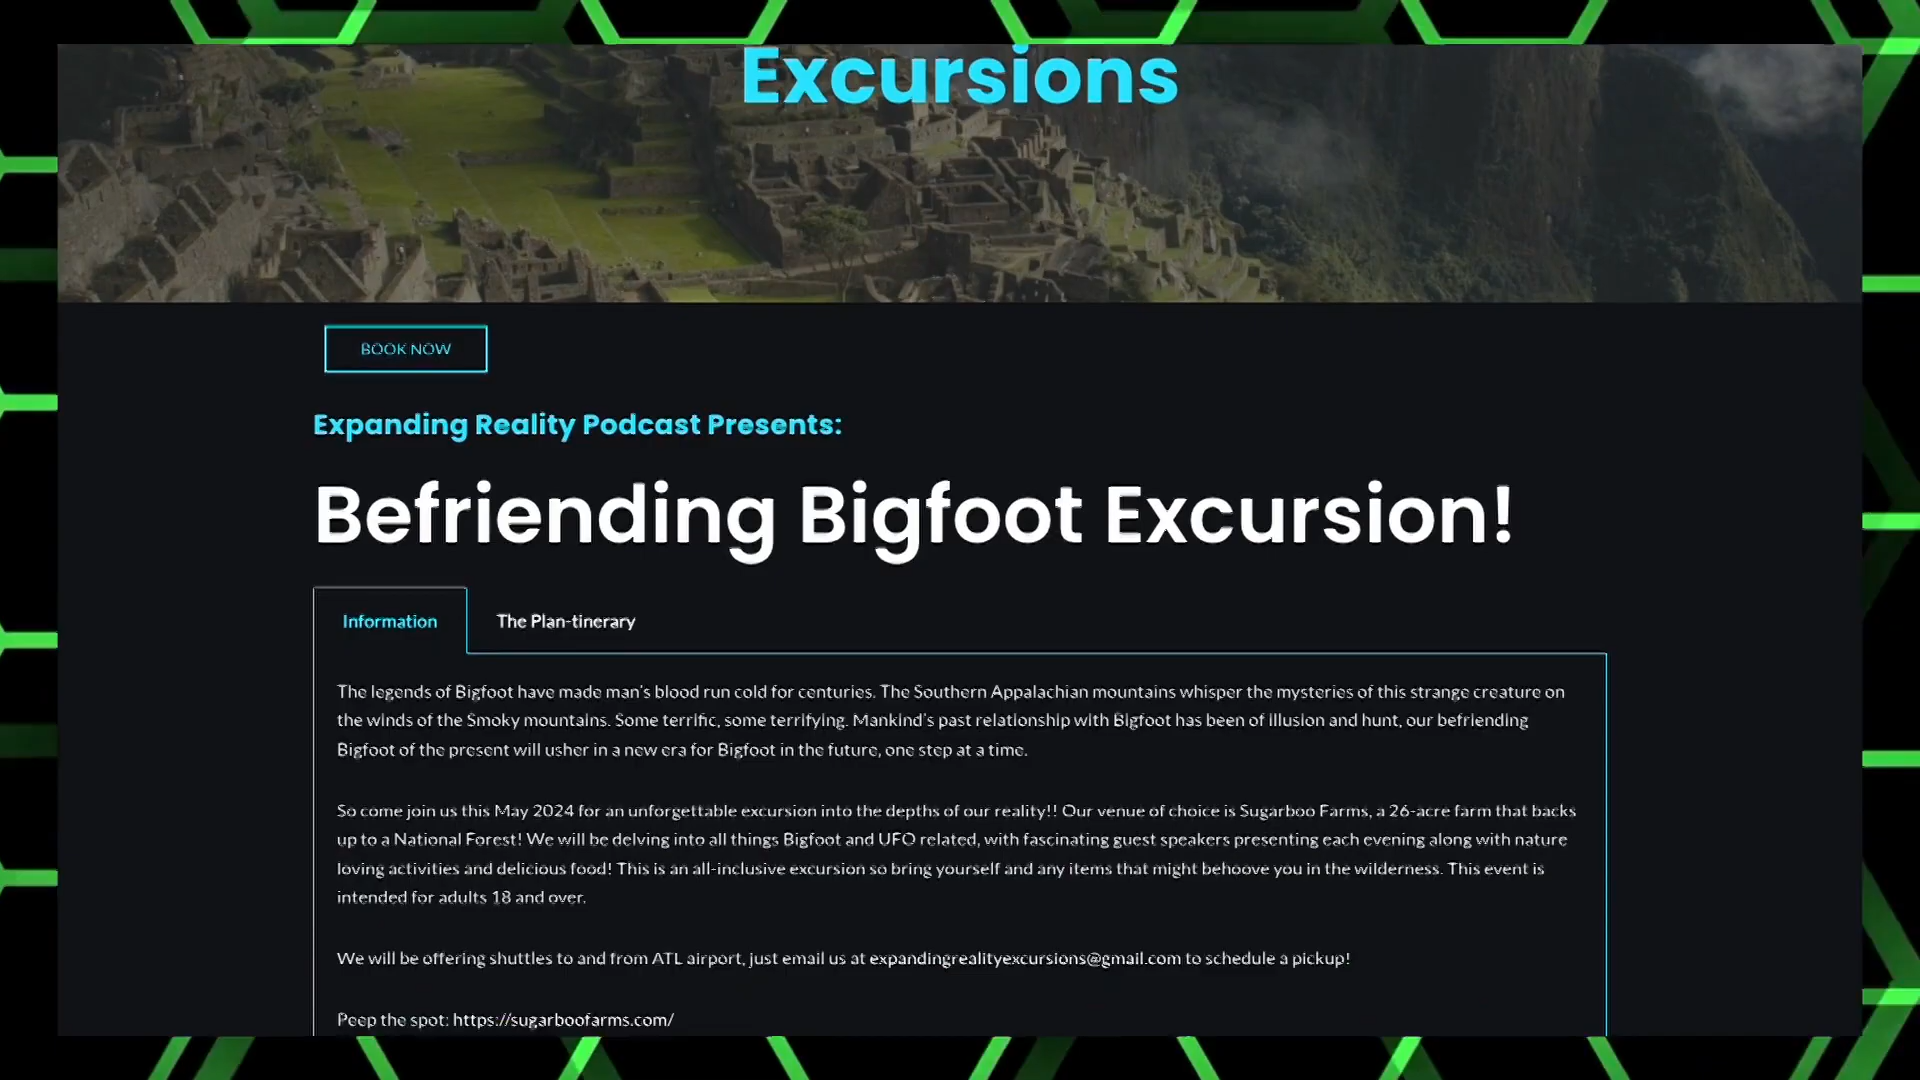 Excursions
BOOK NOW
Expanding Reality Podcast Presents:
Befriending Bigfoot Excursion!
Information
The Plan-tinerary
The legends of Bigfoot have made man's blood run cold for centuries. The Southern Appalachian mountains whisper the mysteries of this strange creature on
the winds of the Smoky mountains. Some terrific, some terrifying. Mankind's past relationship with Bigfoot has been of illusion and hunt, our befriending
Bigfoot of the present will usher in a new era for Bigfoot in the future, one step at a time.
So come join us this May 2024 for an unforgettable excursion into the depths of our reality!! Our venue of choice is Sugarboo Farms, a 26-acre farm that backs
up to a National Forest! We will be delving into all things Bigfoot and UFO related, with fascinating guest speakers presenting each evening along with nature
loving activities and delicious food! This is an all-inclusive excursion so bring yourself and any items that might behoove you in the wilderness. This event is
intended for adults 18 and over.
We will be offering shuttles to and from ATL airport, just email us at expandingrealityexcursions@gmail.com to schedule a pickup!
Peep the spot: https://sugarboofarms.com/